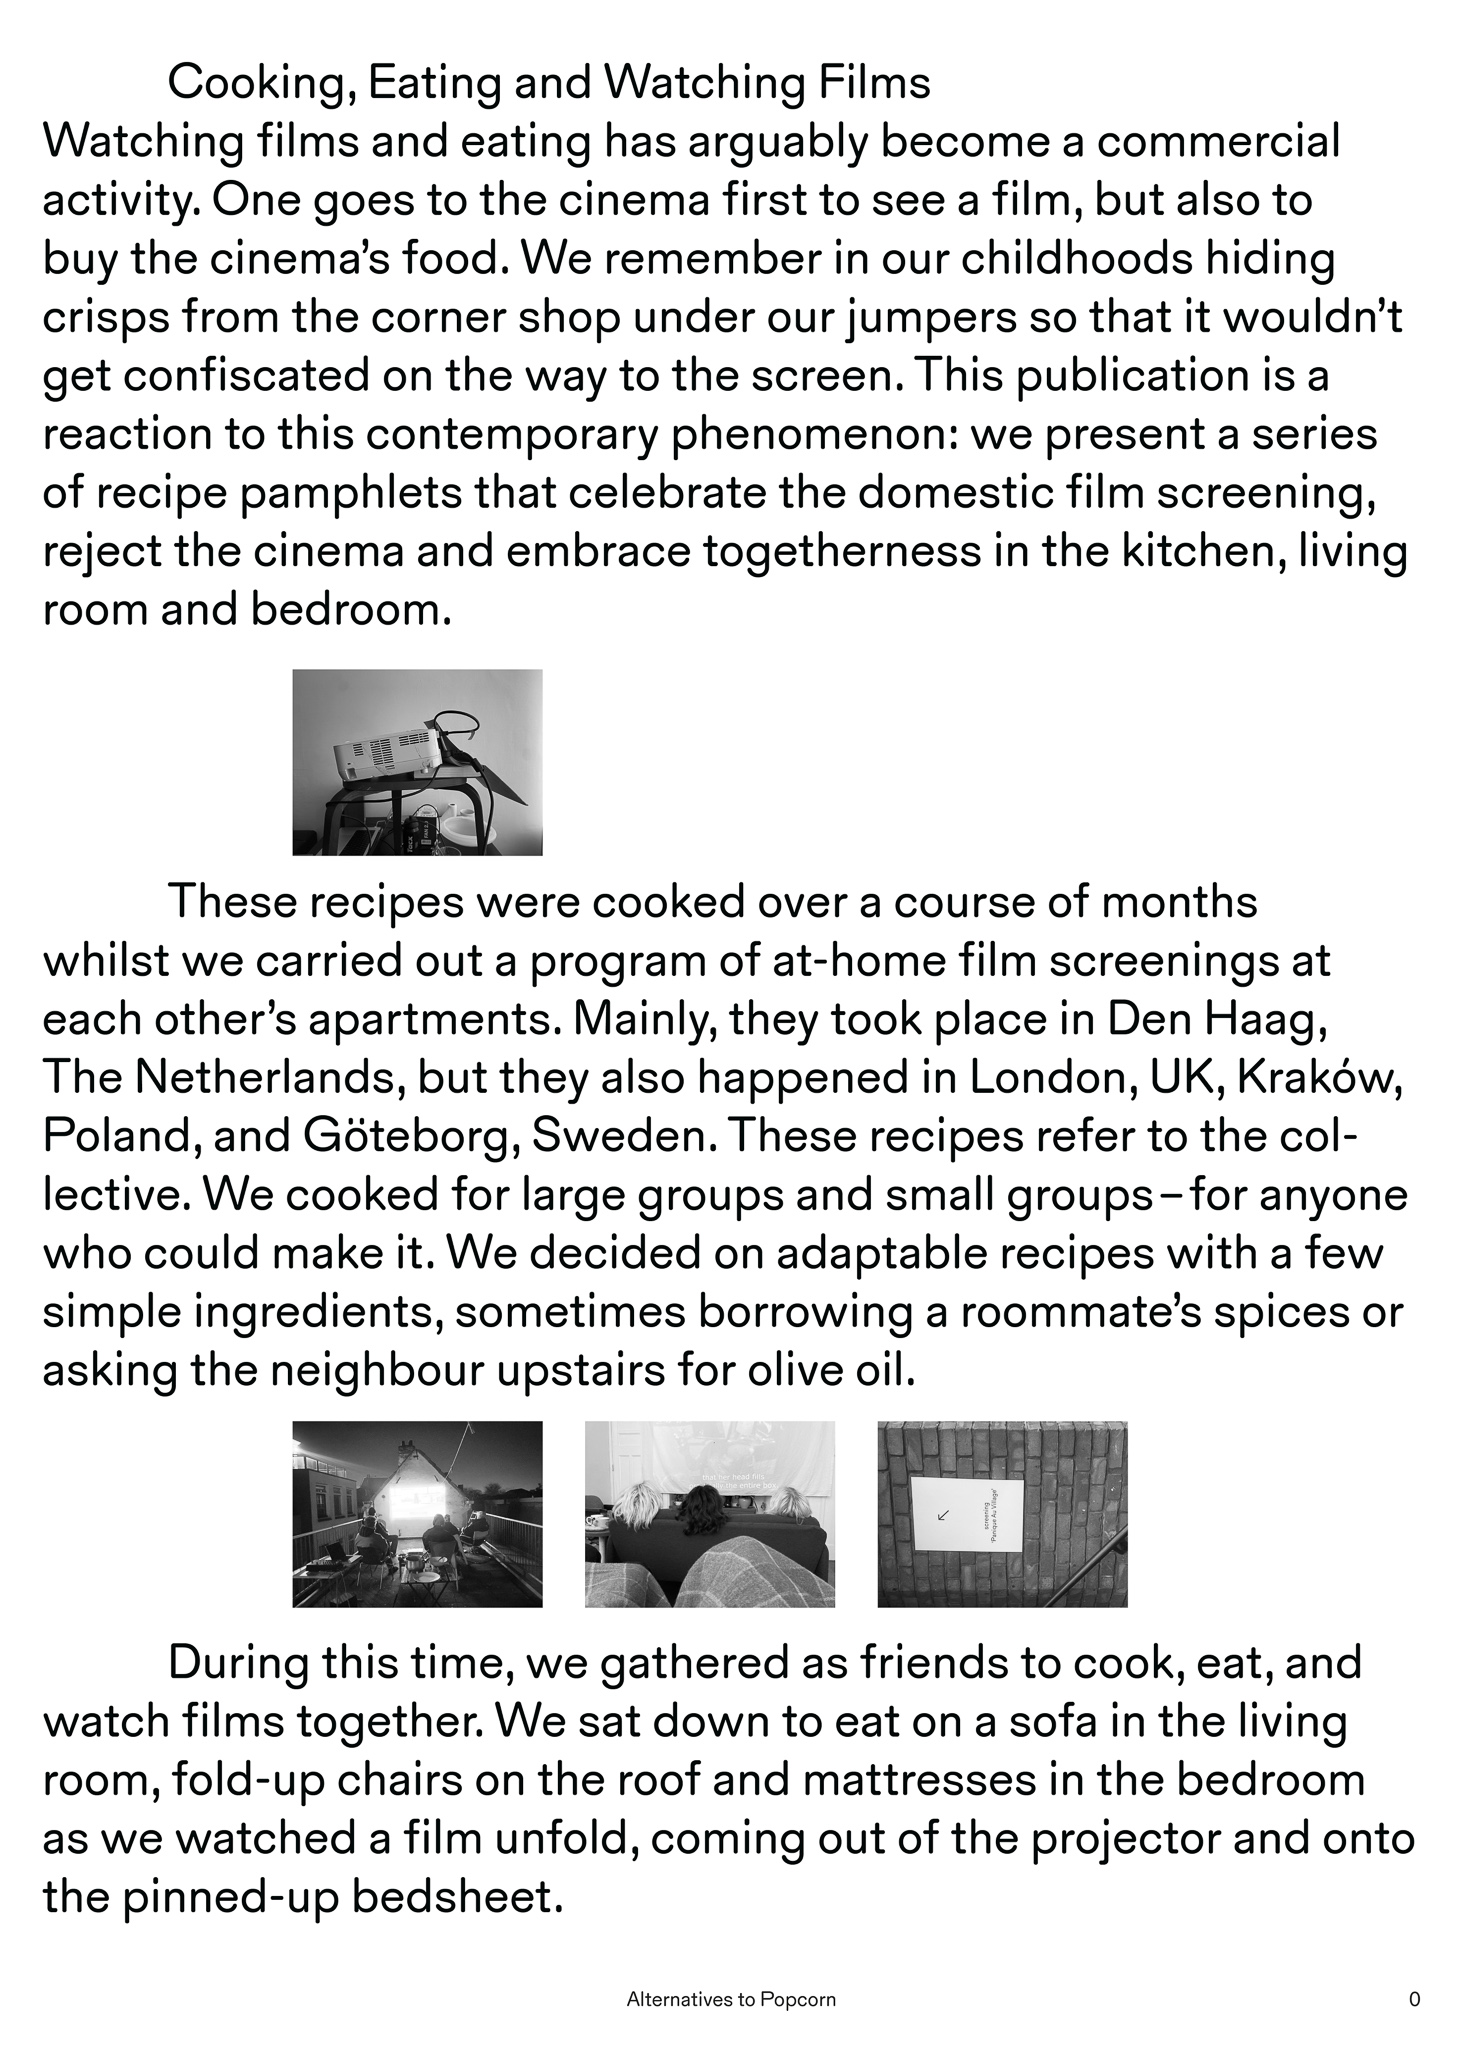 Cooking, Eating and Watching Films
Watching films and eating has arguably become a commercial
activity. One goes to the cinema first to see a film, but also to
buy the cinema’s food. We remember in our childhoods hiding
crisps from the corner shop under our jumpers so that it wouldn’t
get confiscated on the way to the screen. This publication is a
reaction to this contemporary phenomenon: we present a series
of recipe pamphlets that celebrate the domestic film screening,
reject the cinema and embrace togetherness in the kitchen, living
room and bedroom.
These recipes were cooked over a course of months
whilst we carried out a program of at-home film screenings at
each other’s apartments. Mainly, they took place in Den Haag,
The Netherlands, but they also happened in London, UK, Kraków,
Poland, and Göteborg, Sweden. These recipes refer to the col-
lective. We cooked for large groups and small groups – for anyone
who could make it. We decided on adaptable recipes with a few
simple ingredients, sometimes borrowing a roommate’s spices or
asking the neighbour upstairs for olive oil.
that her head fills
the entire box
screening
‘Panique Au Village’
During this time, we gathered as friends to cook, eat, and
watch films together. We sat down to eat on a sofa in the living
room, fold-up chairs on the roof and mattresses in the bedroom
as we watched a film unfold, coming out of the projector and onto
the pinned-up bedsheet.
Alternatives to Popcorn
0